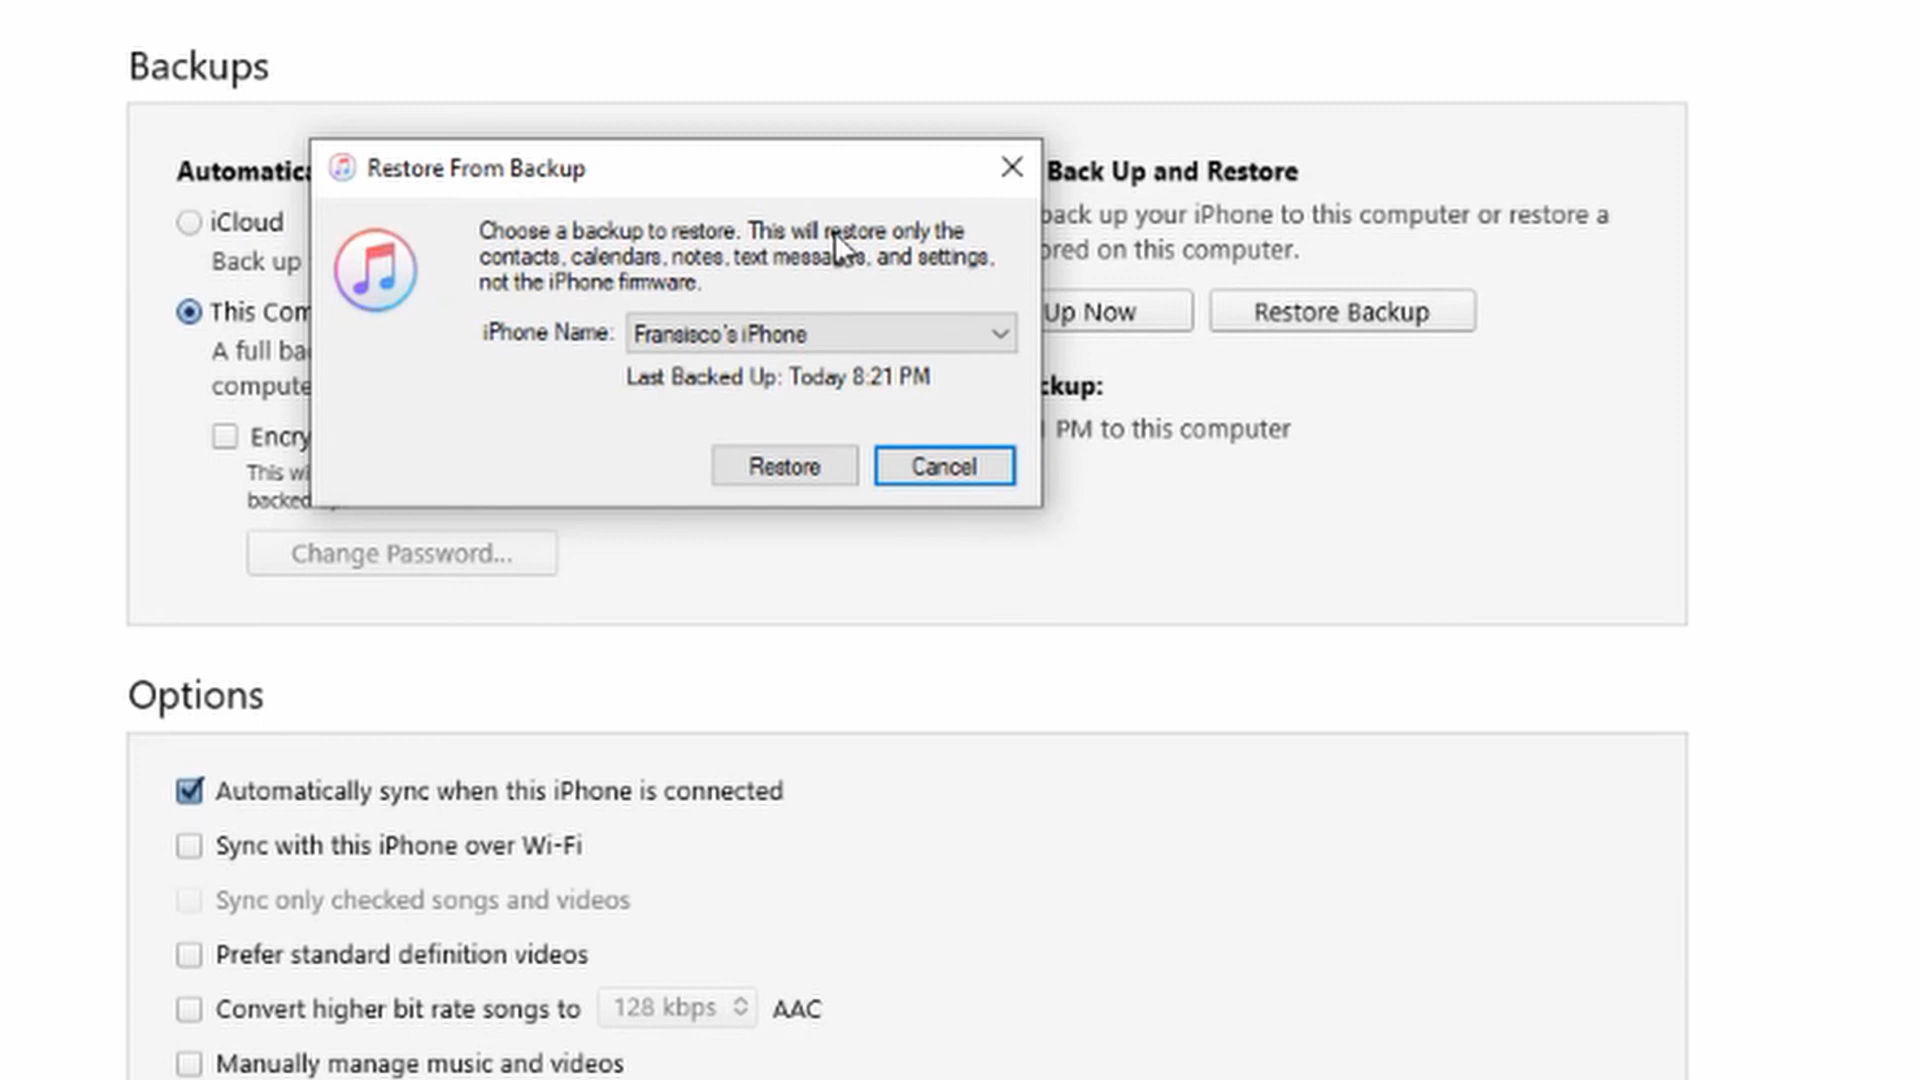 Backups
Restore From Backup
Choose a backup to restore. This will restore only the
contacts, calendars, notes, text messages, and settings,
not the iPhone firmware.
iPhone Name: Fransisco's iPhone
Last Backed Up: Today 8:21 PM
Restore Cancel
iCloud
Back up
This Com
A full ba
compute
Encry
This wi
backed
Change Password...
Back Up and Restore
back up your iPhone to this computer or restore a
ored on this computer.
Up Now Restore Backup
ckup:
PM to this computer
Options
Automatically sync when this iPhone is connected
Sync with this iPhone over Wi-Fi
Sync only checked songs and videos
Prefer standard definition videos
Convert higher bit rate songs to 128 kbps AAC
Manually manage music and videos